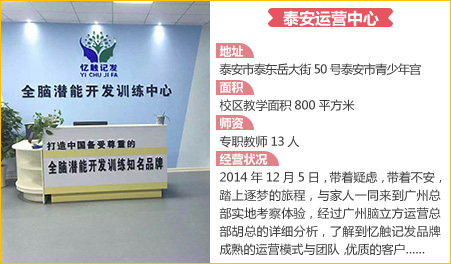 忆触记发
YI CHU JI FA
全脑潜能开发训练中心
打造中国备受尊重的
全脑潜能开发训练知名品牌
泰安运营中心
地址
泰安市泰东岳大街50号泰安市青少年宫
面积
校区教学面积800平方米
师资
专职教师13人
经营状况
2014年12月5日，带着疑虑，带着不安，
踏上逐梦的旅程，与家人一同来到广州总
部实地考察体验，经过广州脑立方运营总
部胡总的详细分析，了解到忆触记发品牌
成熟的运营模式与团队，优质的客户......